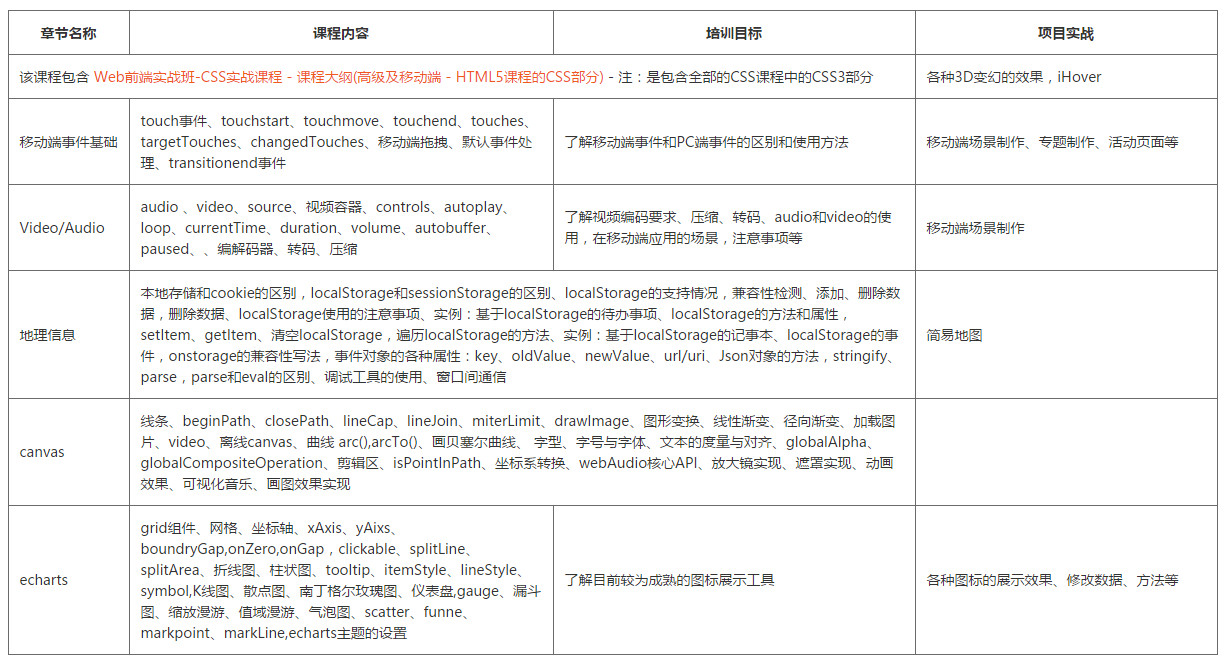 章节名称 课程内容 培训目标 项目实战
该课程包含 Web前端实战班-CSS实战课程 - 课程大纲(高级及移动端 - HTML5课程的CSS部分) - 注：是包含全部的CSS课程中的CSS3部分
各种3D变幻的效果，iHover
移动端事件基础
touch事件、touchstart、touchmove、touchend、touches、
targetTouches、changedTouches、移动端拖拽、默认事件处
理、transitionend事件
了解移动端事件和PC端事件的区别和使用方法
移动端场景制作、专题制作、活动页面等
Video/Audio
audio 、video、source、视频容器、controls、autoplay、
loop、currentTime、duration、volume、autobuffer、
paused、、编解码器、转码、压缩
了解视频编码要求、压缩、转码、audio和video的使
用，在移动端应用的场景，注意事项等
移动端场景制作
地理信息
本地存储和cookie的区别，localStorage和sessionStorage的区别、localStorage的支持情况，兼容性检测、添加、删除数
据，删除数据、localStorage使用的注意事项、实例：基于localStorage的待办事项、localStorage的方法和属性，
setItem、getItem、清空localStorage，遍历localStorage的方法、实例：基于localStorage的记事本、localStorage的事
件，onstorage的兼容性写法，事件对象的各种属性：key、oldValue、newValue、url/uri、Json对象的方法，stringify、
parse，parse和eval的区别、调试工具的使用、窗口间通信
简易地图
canvas
线条、beginPath、closePath、lineCap、lineJoin、miterLimit、drawImage、图形变换、线性渐变、径向渐变、加载图
片、video、离线canvas、曲线 arc(),arcTo()、画贝塞尔曲线、 字型、字号与字体、文本的度量与对齐、globalAlpha、
globalCompositeOperation、剪辑区、isPointInPath、坐标系转换、webAudio核心API、放大镜实现、遮罩实现、动画
效果、可视化音乐、画图效果实现
echarts
grid组件、网格、坐标轴、xAxis、yAixs、
boundryGap,onZero,onGap，clickable、splitLine、
splitArea、折线图、柱状图、tooltip、itemStyle、lineStyle、
symbol,K线图、散点图、南丁格尔玫瑰图、仪表盘,gauge、漏斗
图、缩放漫游、值域漫游、气泡图、scatter、funne、
markpoint、markLine,echarts主题的设置
了解目前较为成熟的图标展示工具
各种图标的展示效果、修改数据、方法等